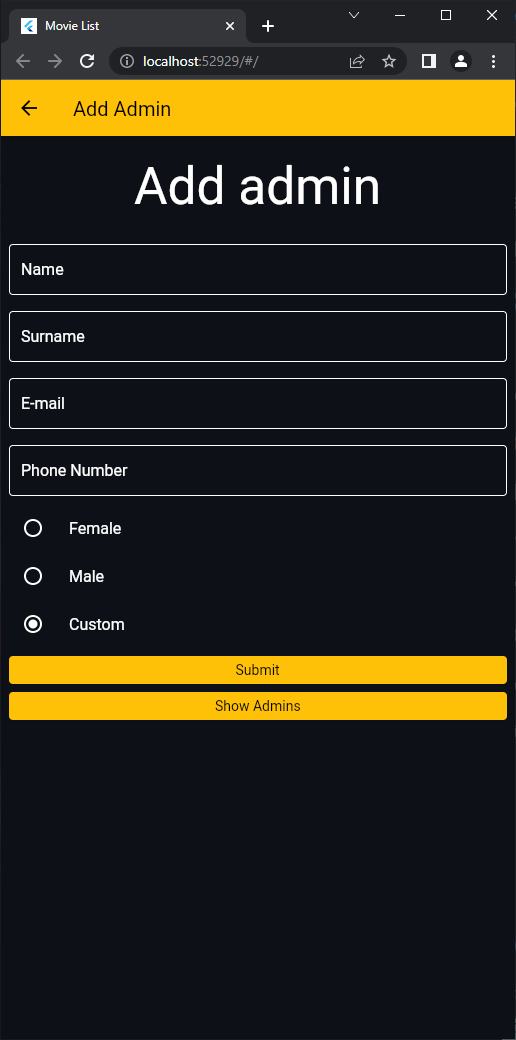 Movie List
localhost:52929/#/
Add Admin
Add admin
Name
Surname
E-mail
Phone Number
Female
Male
Custom
Submit
Show Admins